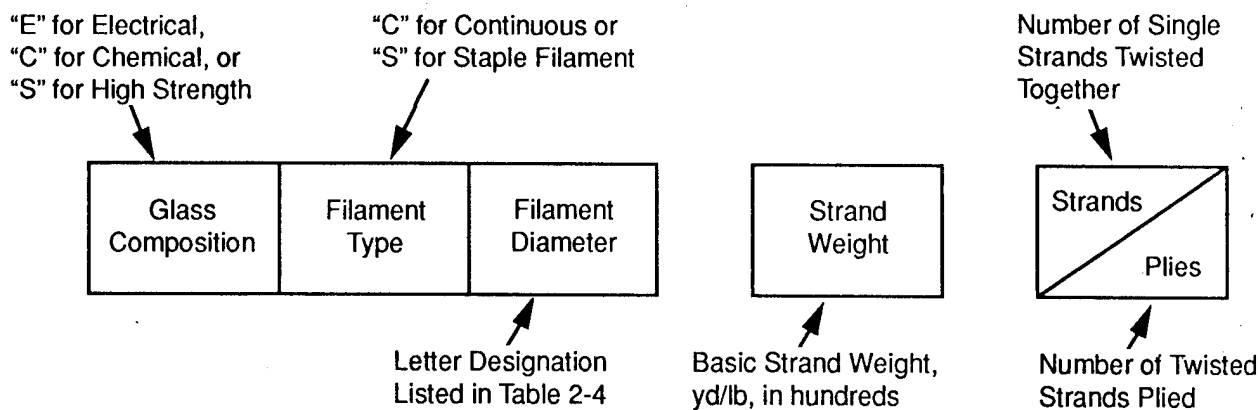 “E” for Electrical,
“C” for Chemical, or
“S” for High Strength
“C” for Continuous or
“S” for Staple Filament
Number of Single
Strands Twisted
Together
Glass
Composition
Filament
Type
Filament
Diameter
Strand
Weight
Strands
Plies
Letter Designation
Listed in Table 2-4
Basic Strand Weight,
yd/lb, in hundreds
Number of Twisted
Strands Plied